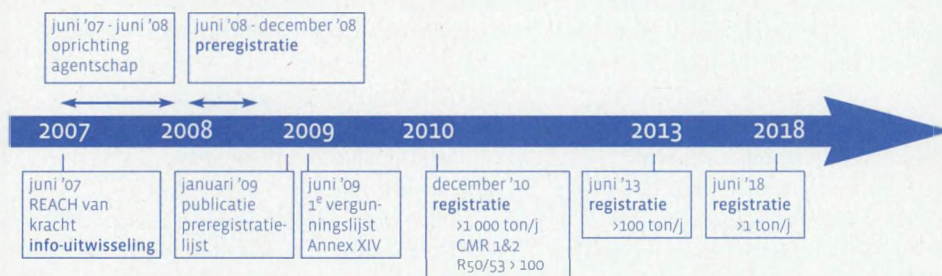 juni '07 - juni '08
oprichting
agentschap
juni '08 - december '08
preregistratie
2007 2008 2009 2010 2013 2018
juni '07
REACH van
kracht
info-uitwisseling
januari '09
publicatie
preregistratie-
lijst
juni '09
1e vergun-
ningslijst
Annex XIV
december '10
registratie
>1 000 ton/j
CMR 1&2
R50/53 > 100
juni '13
registratie
>100 ton/j
juni '18
registratie
>1 ton/j